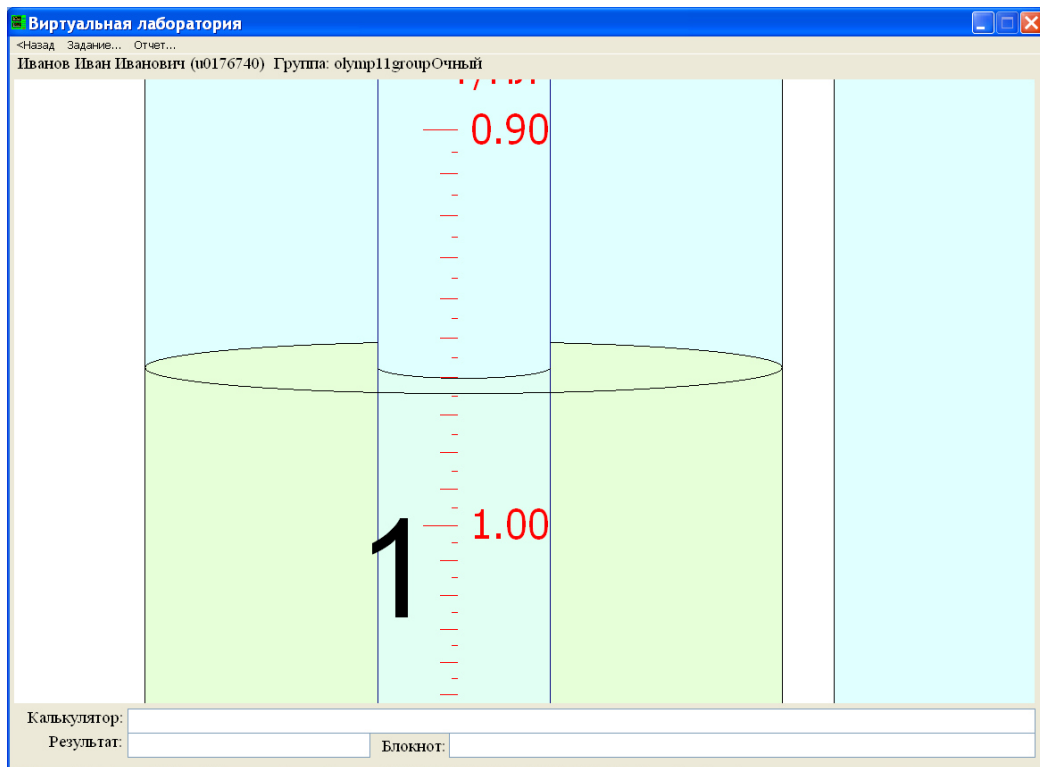 Виртуальная лаборатория
<Назад Задание... Отчет...
Иванов Иван Иванович (u0176740) Группа: olymp11groupОчный
0.90
1.00
1
Калькулятор:
Результат:
Блокнот: